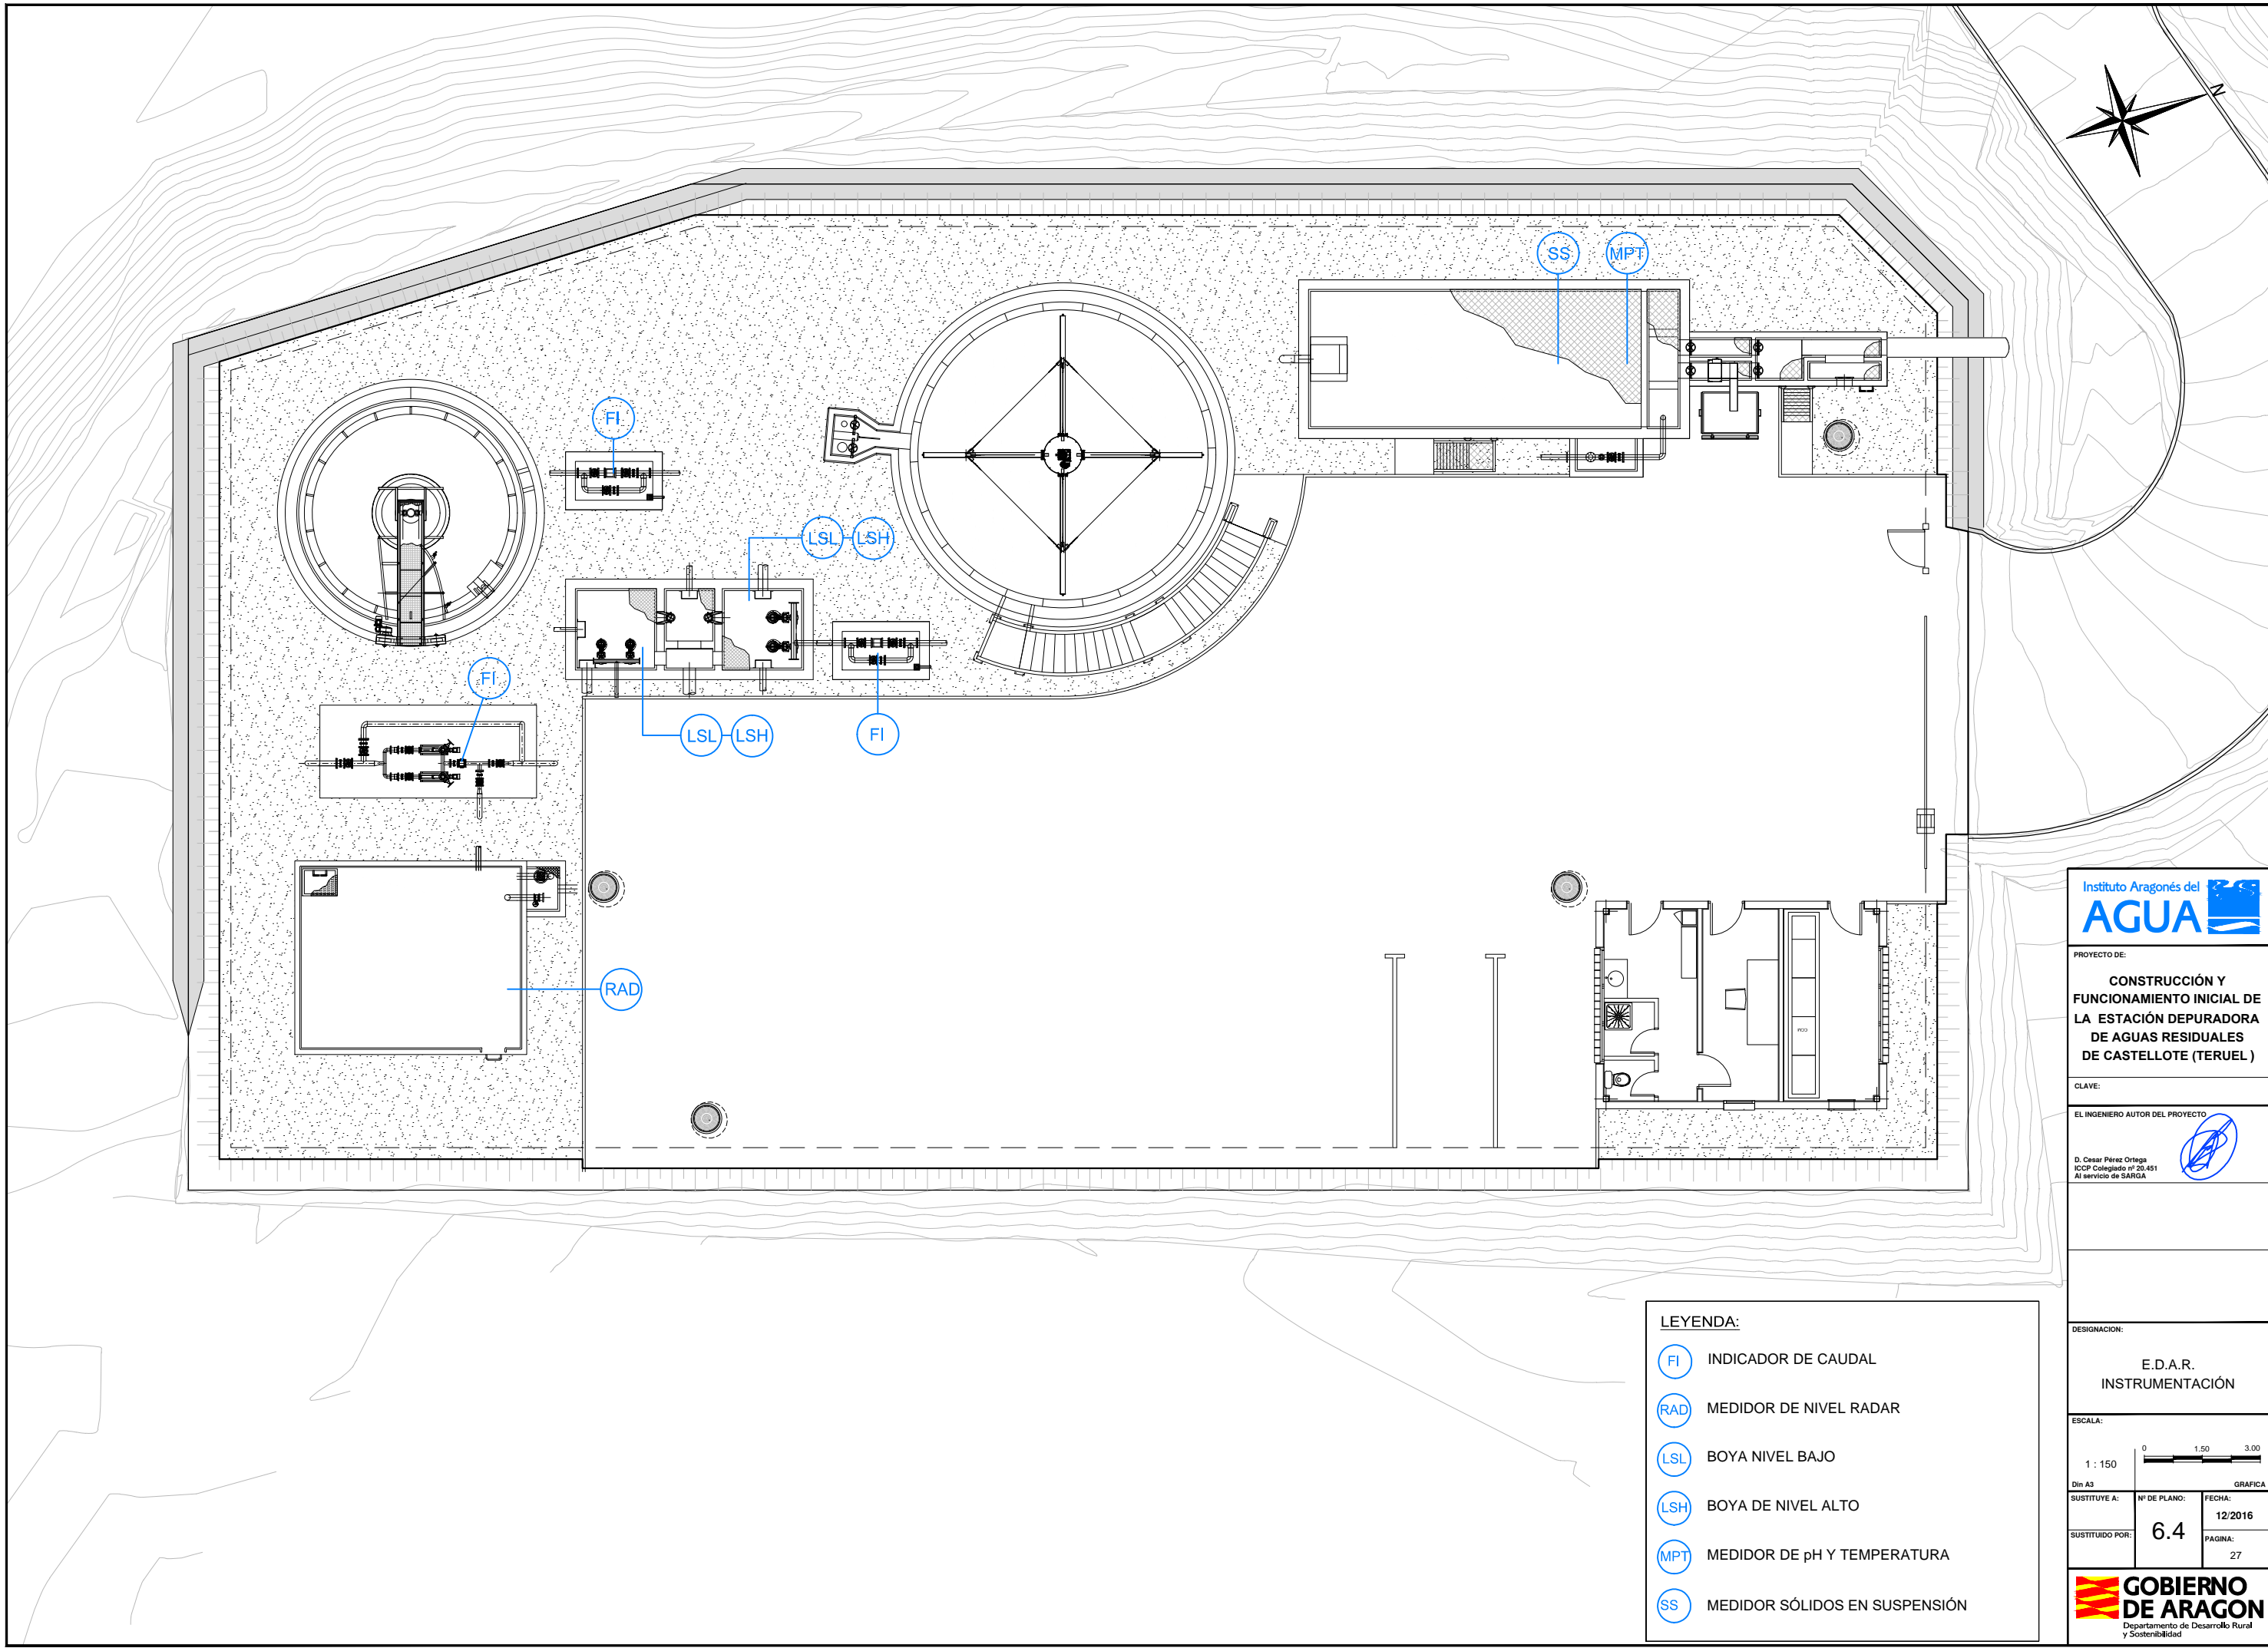 N
SS
MPT
FI
LSL
LSH
FI
LSL
LSH
FI
RAD
LEYENDA:
FI INDICADOR DE CAUDAL
RAD MEDIDOR DE NIVEL RADAR
LSL BOYA NIVEL BAJO
LSH BOYA DE NIVEL ALTO
MPT MEDIDOR DE pH Y TEMPERATURA
SS MEDIDOR SÓLIDOS EN SUSPENSIÓN
Instituto Aragonés del
AGUA
PROYECTO DE:
CONSTRUCCIÓN Y
FUNCIONAMIENTO INICIAL DE
LA ESTACIÓN DEPURADORA
DE AGUAS RESIDUALES
DE CASTELLOTE (TERUEL )
CLAVE:
EL INGENIERO AUTOR DEL PROYECTO
D. Cesar Pérez Ortega
ICCP Colegiado nº 20.451
Al servicio de SARGA
DESIGNACION:
E.D.A.R.
INSTRUMENTACIÓN
ESCALA:
0 1.50 3.00
1 : 150
Din A3 GRAFICA
SUSTITUYE A:
SUSTITUIDO POR:
Nº DE PLANO:
6.4
FECHA:
12/2016
PAGINA:
27
GOBIERNO
DE ARAGON
Departamento de Desarrollo Rural
y Sostenibilidad